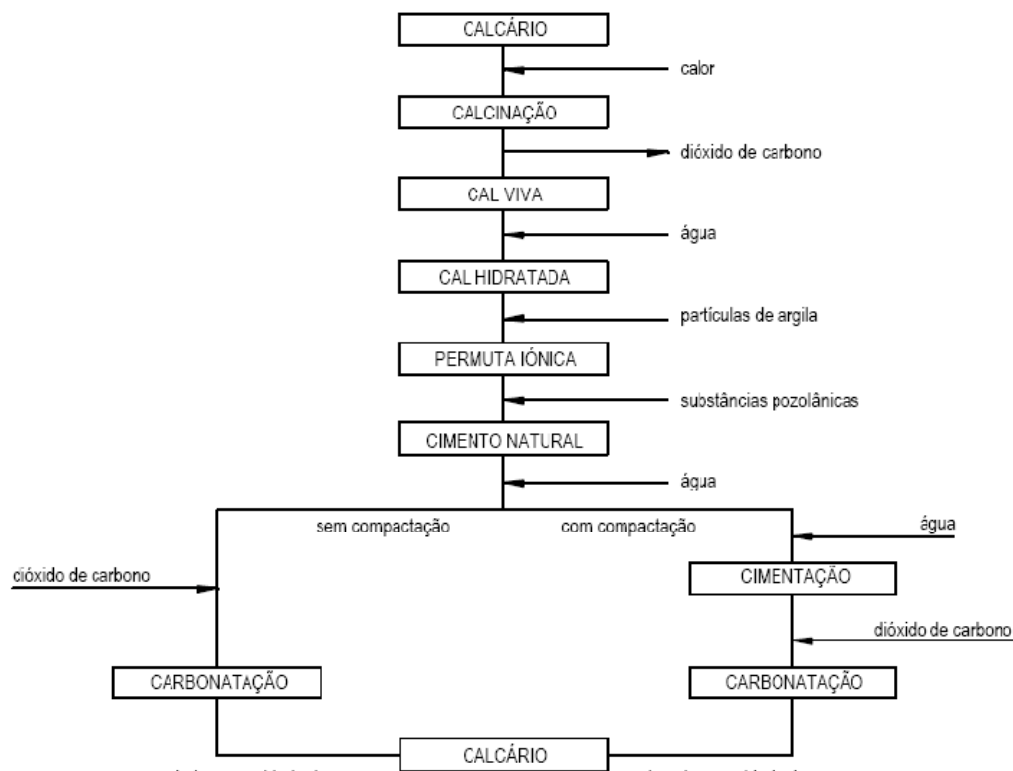 CALCÁRIO
calor
CALCINAÇÃO
dióxido de carbono
CAL VIVA
água
CAL HIDRATADA
partículas de argila
PERMUTA IÓNICA
substâncias pozolânicas
CIMENTO NATURAL
água
sem compactação
com compactação
água
dióxido de carbono
CIMENTAÇÃO
dióxido de carbono
CARBONATAÇÃO
CARBONATAÇÃO
CALCÁRIO